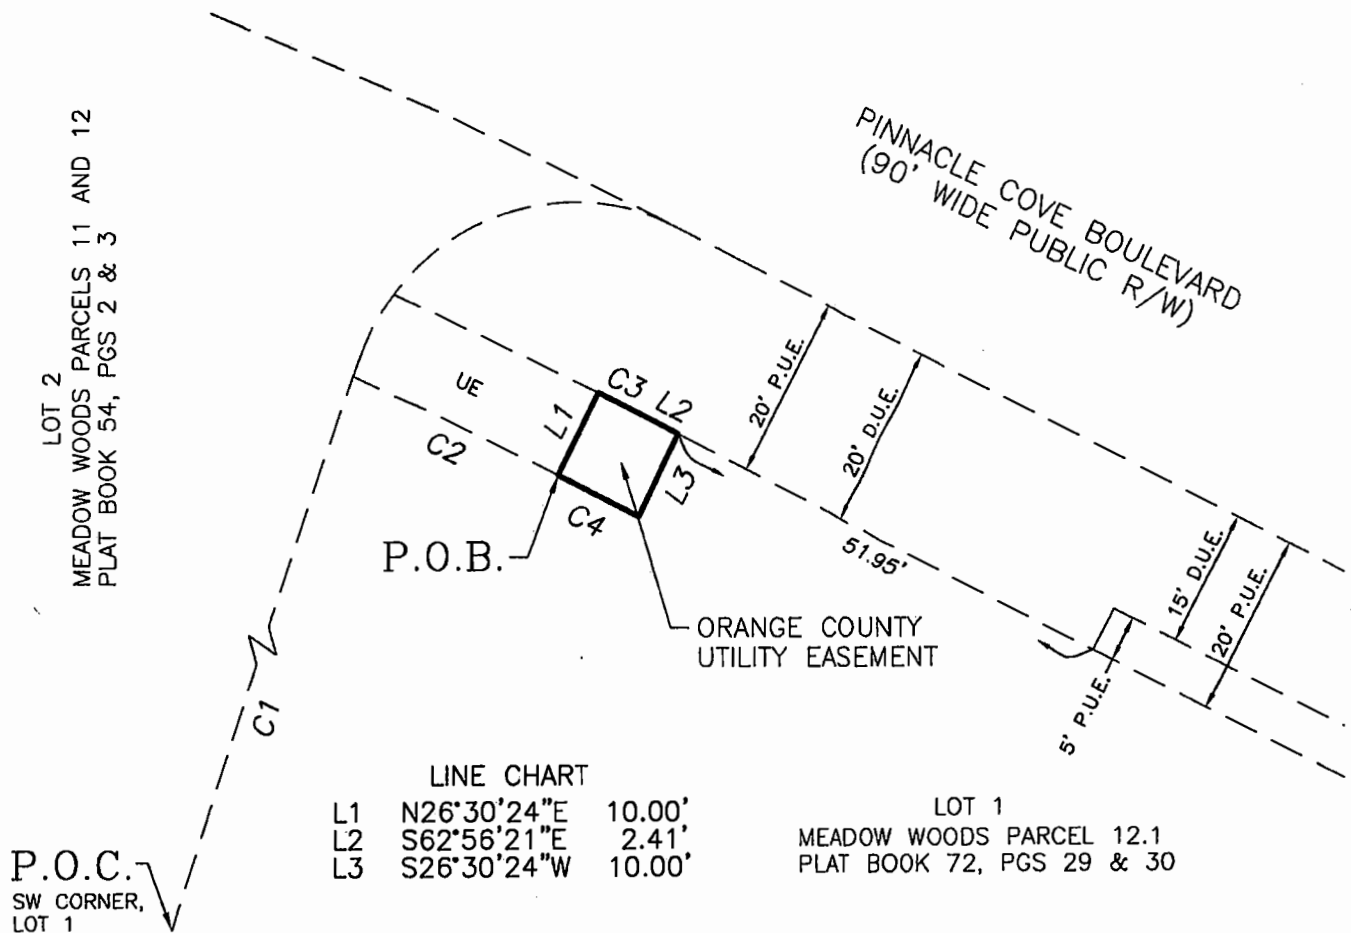 PINNACLE COVE BOULEVARD
(90' WIDE PUBLIC R/W)
LOT 2
MEADOW WOODS PARCELS 11 AND 12
PLAT BOOK 54, PGS 2 & 3
UE
C2
L1
C3 L2
L3
C4
P.O.B.
20' P.U.E.
20' D.U.E.
51.95'
15' D.U.E.
20' P.U.E.
5' P.U.E.
ORANGE COUNTY
UTILITY EASEMENT
C1
LINE CHART
L1 N26°30'24"E 10.00'
L2 S62°56'21"E 2.41'
L3 S26°30'24"W 10.00'
LOT 1
MEADOW WOODS PARCEL 12.1
PLAT BOOK 72, PGS 29 & 30
P.O.C.
SW CORNER,
LOT 1